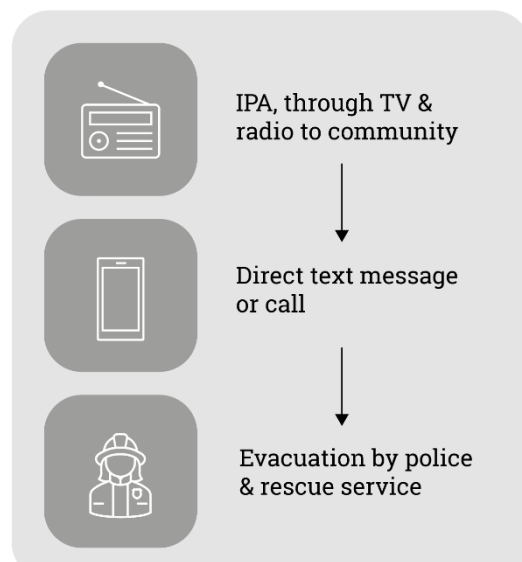 IPA, through TV &
radio to community
Direct text message
or call
Evacuation by police
& rescue service